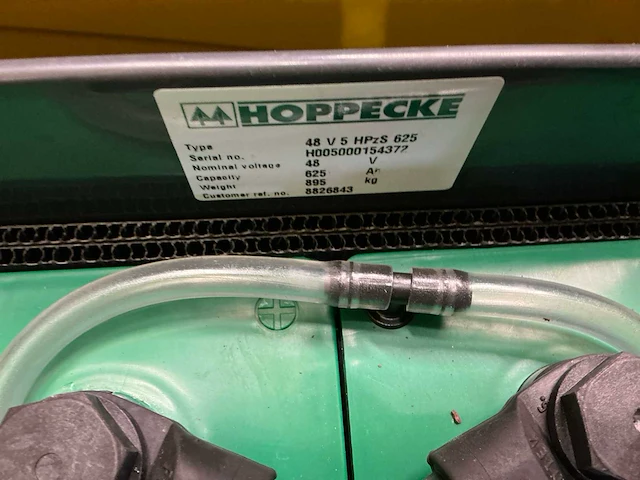 HOPPECKE
Type 48 V 5 HPzS 625
Serial no. H005000154372
Nominal voltage 48 V
Capacity 625 Ah
Weight 895 kg
Customer ref. no. 8826843